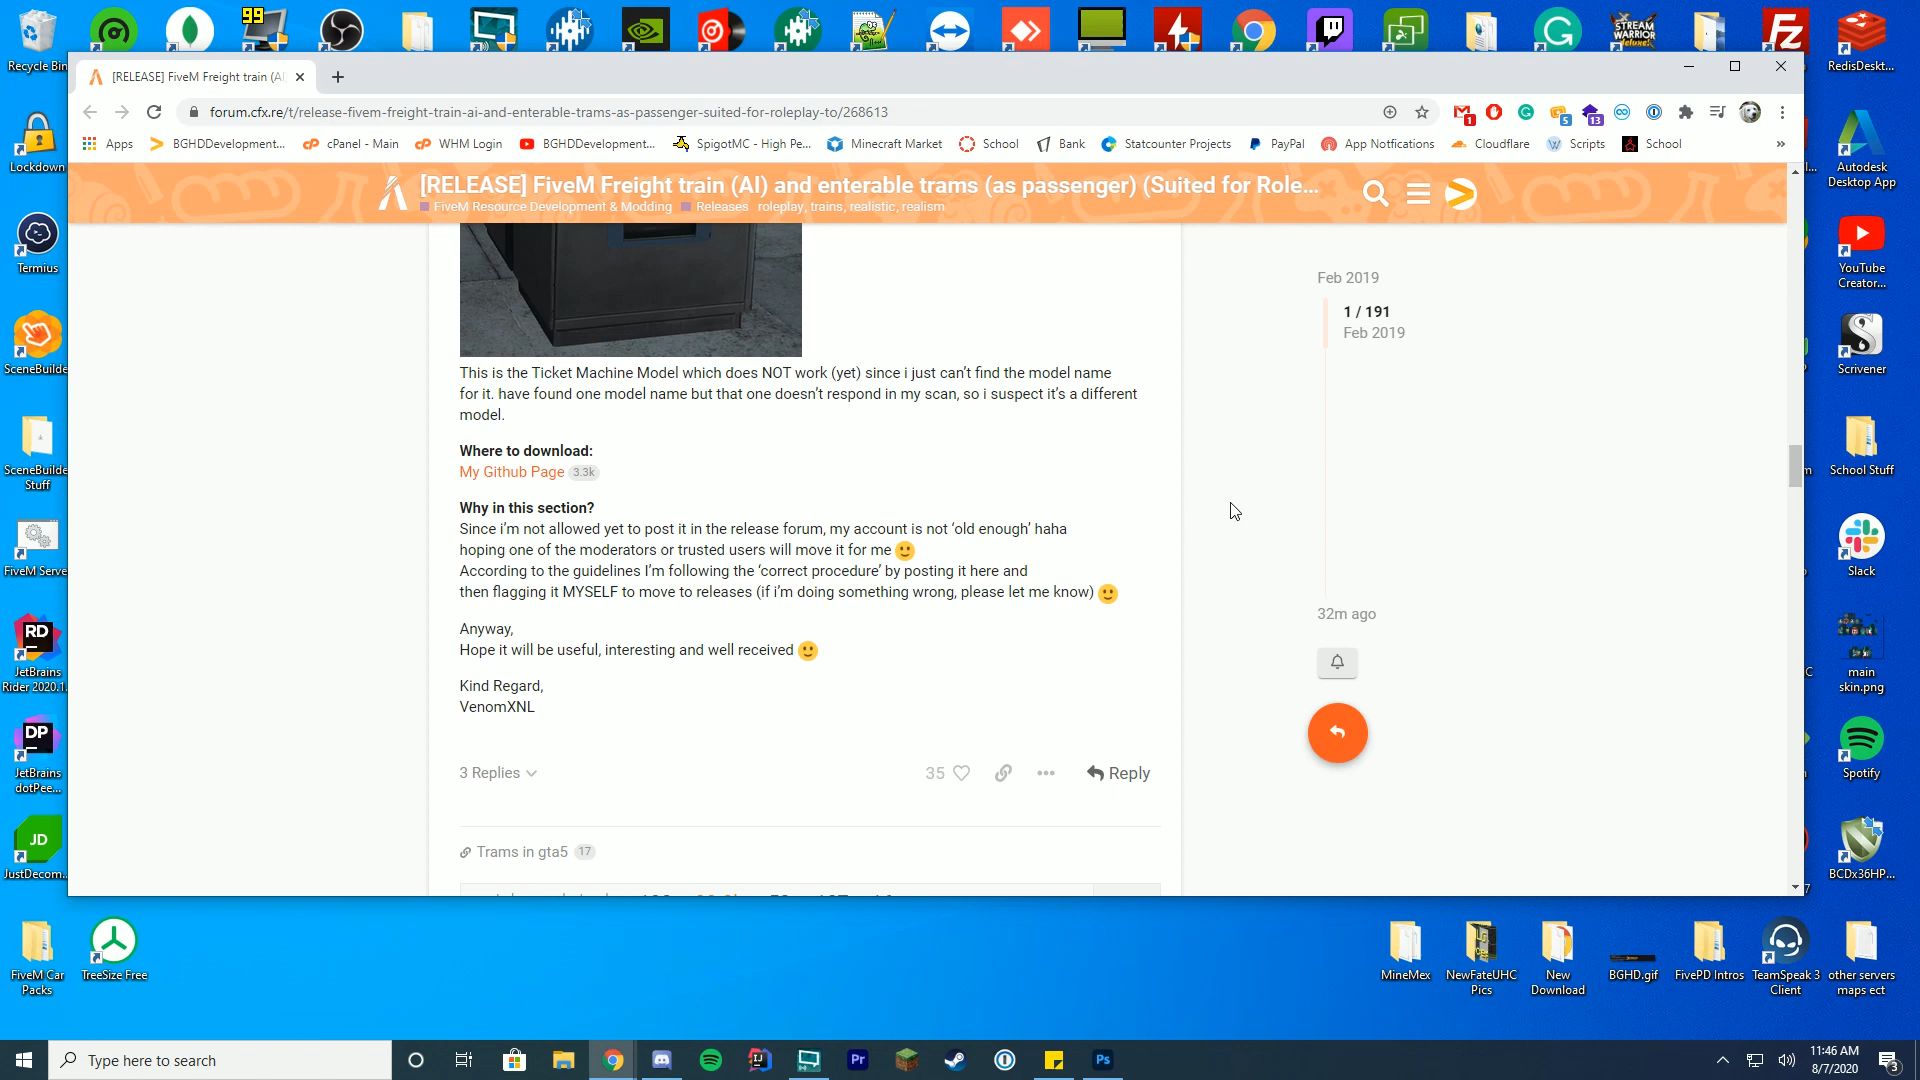 99
Recycle Bin
RedisDeskt...
[RELEASE] FiveM Freight train (AI
forum.cfx.re/t/release-fivem-freight-train-ai-and-enterable-trams-as-passenger-suited-for-roleplay-to/268613
1
5
13
Apps
BGHDDevelopment...
cPanel - Main
WHM Login
BGHDDevelopment...
SpigotMC - High Pe...
Minecraft Market
School
Bank
Statcounter Projects
PayPal
App Notfications
Cloudflare
Scripts
School
»
Lockdown
Autodesk
Desktop App
[RELEASE] FiveM Freight train (AI) and enterable trams (as passenger) (Suited for Role...
FiveM Resource Development & Modding Releases roleplay, trains, realistic, realism
Termius
YouTube
Creator...
Feb 2019
1 / 191
Feb 2019
SceneBuilde
Scrivener
This is the Ticket Machine Model which does NOT work (yet) since i just can't find the model name
for it. have found one model name but that one doesn't respond in my scan, so i suspect it's a different
model.
Where to download:
My Github Page 3.3k
SceneBuilde
Stuff
School Stuff
Why in this section?
Since i'm not allowed yet to post it in the release forum, my account is not 'old enough' haha
hoping one of the moderators or trusted users will move it for me
According to the guidelines I'm following the 'correct procedure' by posting it here and
then flagging it MYSELF to move to releases (if i'm doing something wrong, please let me know)
FiveM Serve
Slack
32m ago
Anyway,
Hope it will be useful, interesting and well received
RD
JetBrains
Rider 2020.1.
main
skin.png
Kind Regard,
VenomXNL
DP
JetBrains
dotPee...
Spotify
3 Replies
35
Reply
JD
JustDecom...
BCDx36HP...
Trams in gta5 17
FiveM Car
Packs
TreeSize Free
MineMex
NewFateUHC
Pics
New
Download
BGHD.gif
FivePD Intros
TeamSpeak 3
Client
other servers
maps ect
Type here to search
Pr
Ps
11:46 AM
8/7/2020
3